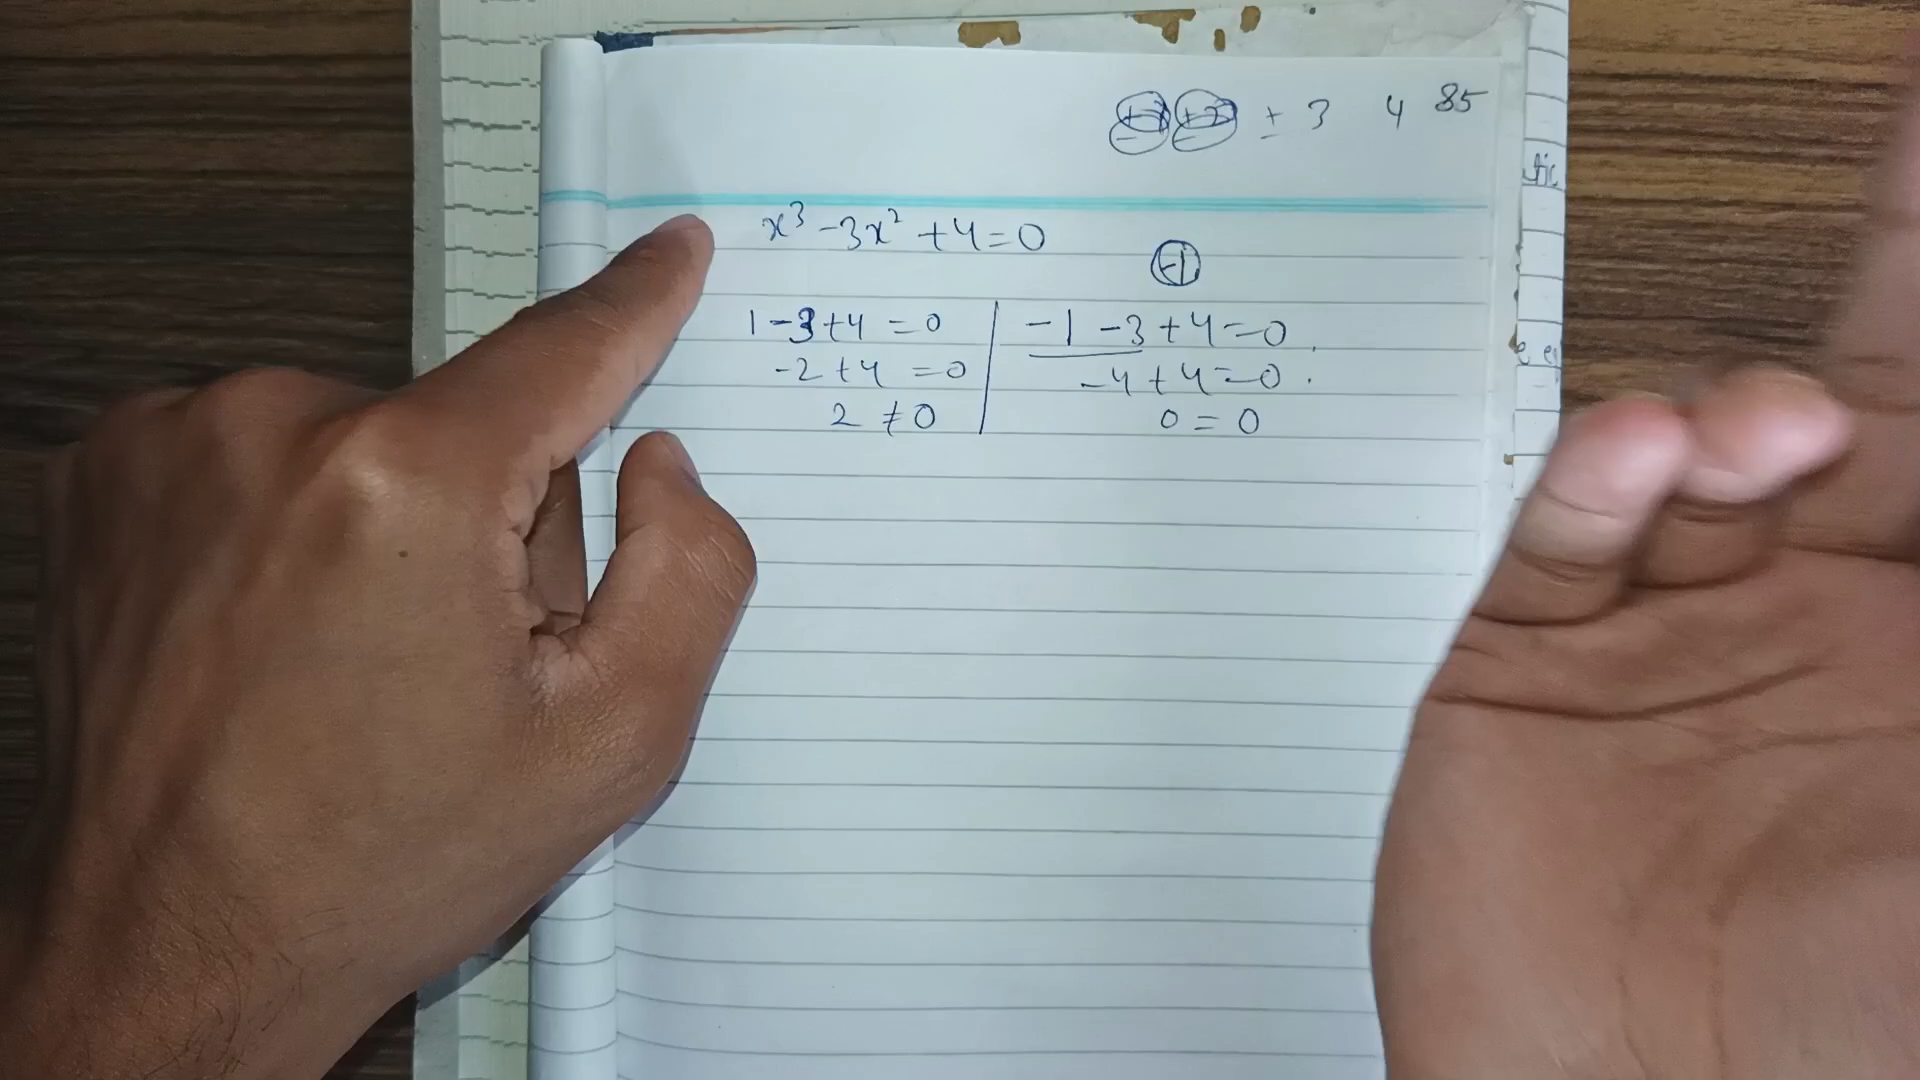 ± 3 4 85
x³ - 3x² + 4 = 0
-1
1 - 3 + 4 = 0
-2 + 4 = 0
2 ≠ 0
-1 - 3 + 4 = 0
-4 + 4 = 0
0 = 0